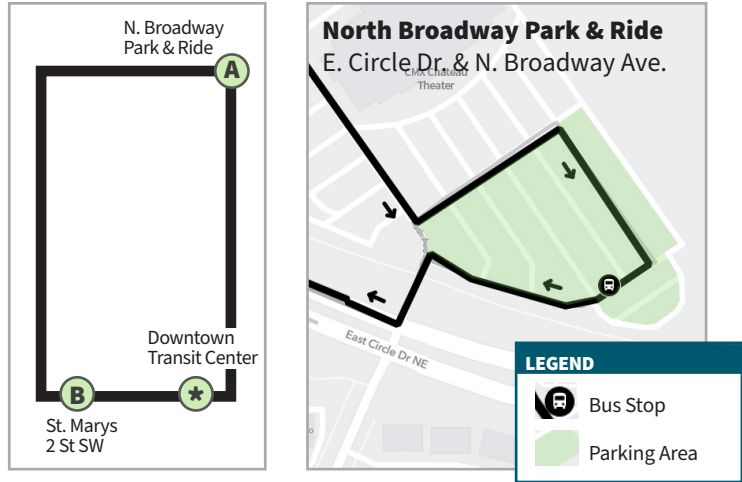 N. Broadway
Park & Ride
A
Downtown
Transit Center
B
*
St. Marys
2 St SW
North Broadway Park & Ride
E. Circle Dr. & N. Broadway Ave.
CMX Chateau
Theater
East Circle Dr NE
LEGEND
Bus Stop
Parking Area